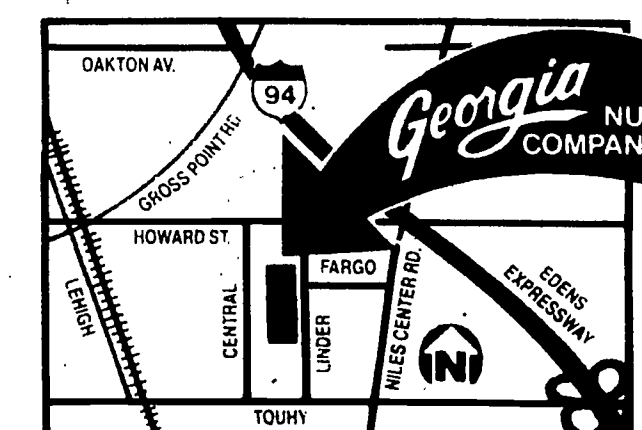 OAKTON AV.
94
Georgia
NU
COMPAN
GROSS POINT RD.
HOWARD ST.
FARGO
LEHIGH
CENTRAL
LINDER
NILES CENTER RD.
EDENS
EXPRESSWAY
N
TOUHY